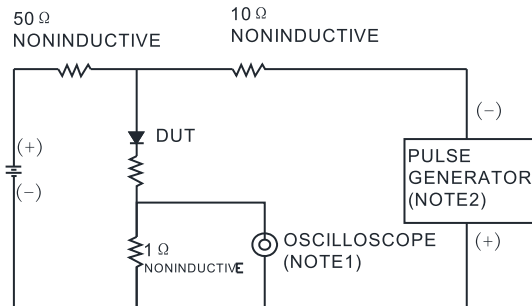 50 Ω
NONINDUCTIVE
10 Ω
NONINDUCTIVE
(-)
(+)
DUT
(-)
PULSE
GENERATOR
(NOTE2)
(+)
1 Ω
NONINDUCTIVE
OSCILLOSCOPE
(NOTE1)